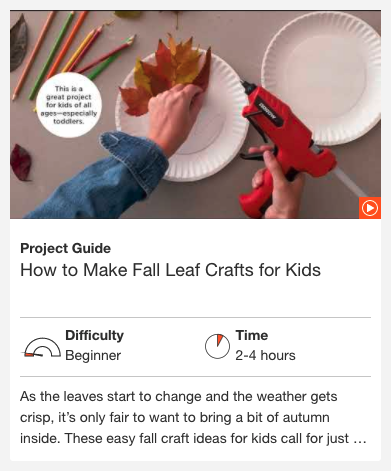 This is a
great project
for kids of all
ages—especially
toddlers.
Project Guide
How to Make Fall Leaf Crafts for Kids
Difficulty
Beginner
Time
2-4 hours
As the leaves start to change and the weather gets
crisp, it’s only fair to want to bring a bit of autumn
inside. These easy fall craft ideas for kids call for just …